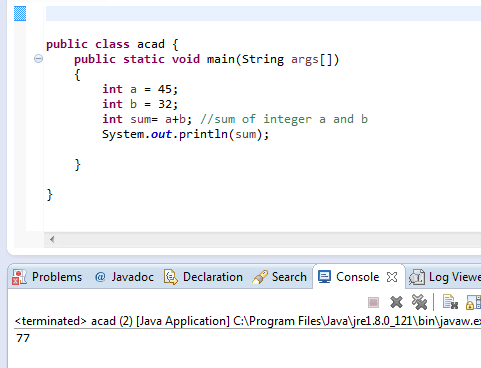 public class acad {
public static void main(String args[])
{
int a = 45;
int b = 32;
int sum= a+b; //sum of integer a and b
System.out.println(sum);
}
}
Problems @ Javadoc Declaration Search Console Log Viewe
<terminated> acad (2) [Java Application] C:\Program Files\Java\jre1.8.0_121\bin\javaw.ex
77